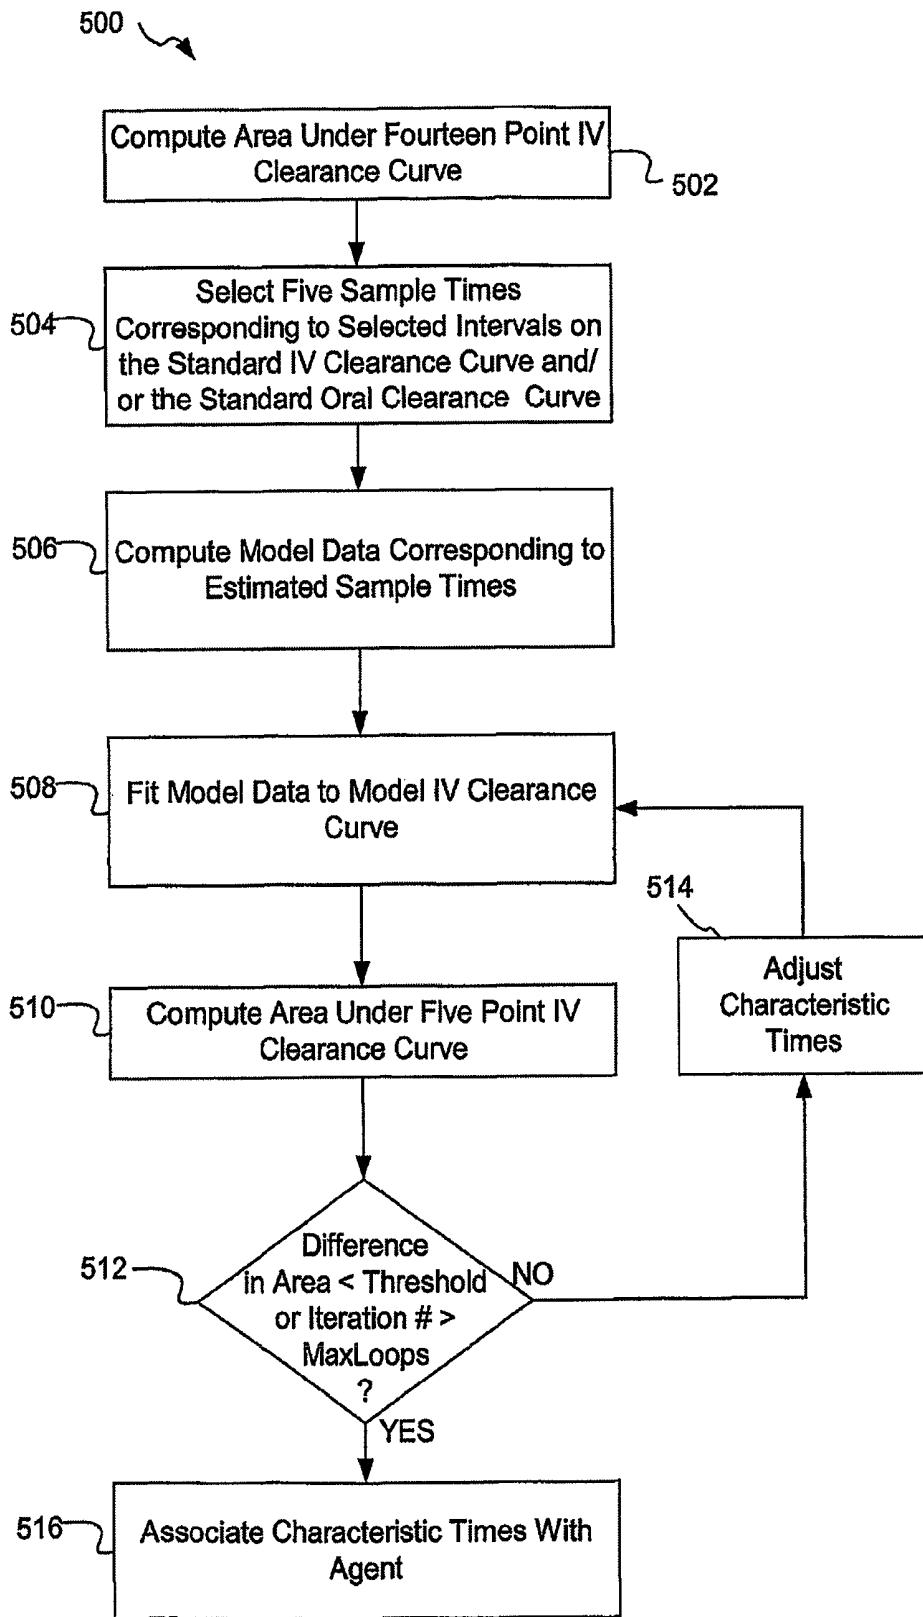 500
Compute Area Under Fourteen Point IV
Clearance Curve
502
Select Five Sample Times
Corresponding to Selected Intervals on
the Standard IV Clearance Curve and/
or the Standard Oral Clearance Curve
504
506
Compute Model Data Corresponding to
Estimated Sample Times
508
Fit Model Data to Model IV Clearance
Curve
514
Adjust
Characteristic
Times
510
Compute Area Under Five Point IV
Clearance Curve
512
Difference
in Area < Threshold
or Iteration # >
MaxLoops
?
NO
YES
516
Associate Characteristic Times With
Agent